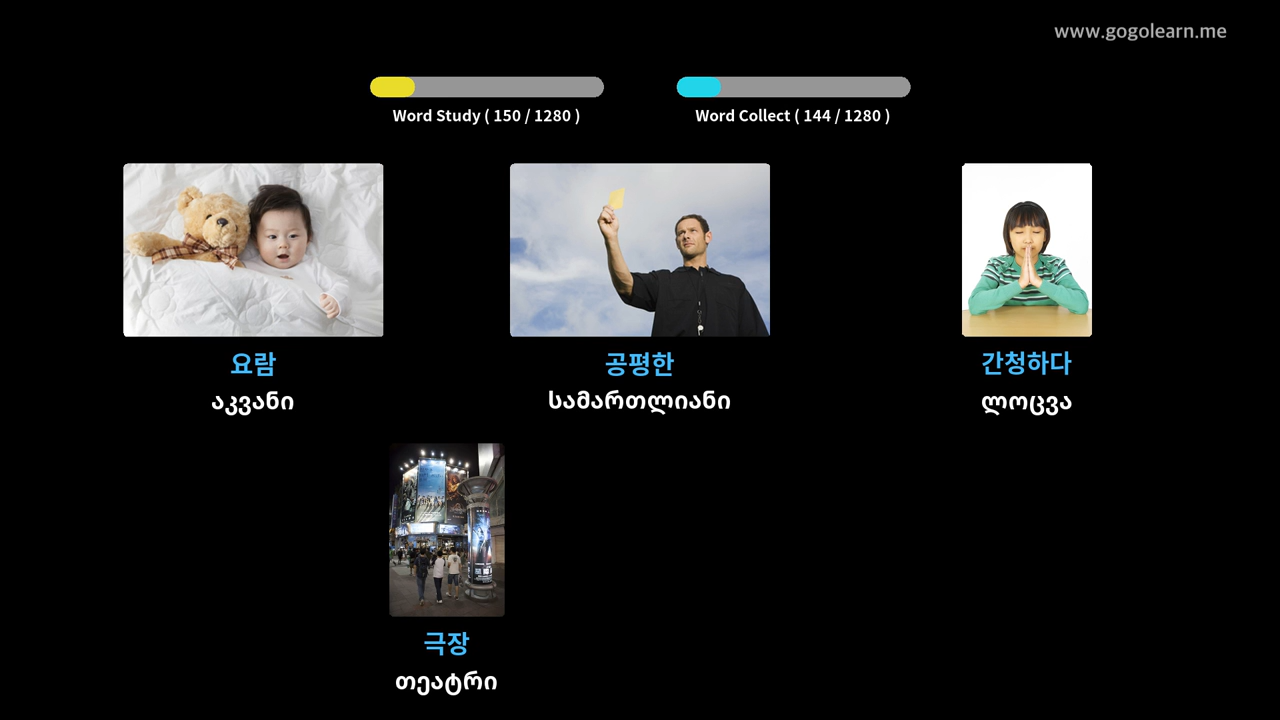 www.gogolearn.me
Word Study ( 150 / 1280 )
Word Collect ( 144 / 1280 )
요람
აკვანი
공평한
სამართლიანი
간청하다
ლოცვა
극장
თეატრი